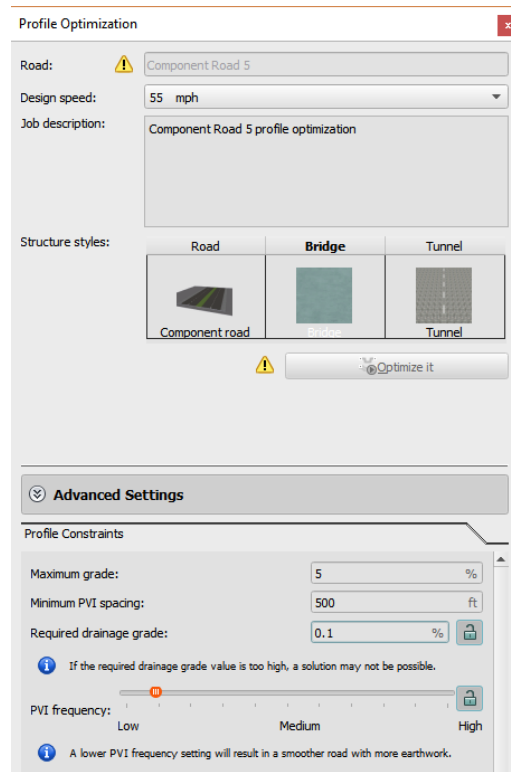 Profile Optimization
x
Road:
Component Road 5
Design speed:
55 mph
Job description:
Component Road 5 profile optimization
Structure styles:
Road Bridge Tunnel
Component road Bridge Tunnel
Optimize it
Advanced Settings
Profile Constraints
Maximum grade:
5 %
Minimum PVI spacing:
500 ft
Required drainage grade:
0.1 %
If the required drainage grade value is too high, a solution may not be possible.
PVI frequency:
Low Medium High
A lower PVI frequency setting will result in a smoother road with more earthwork.